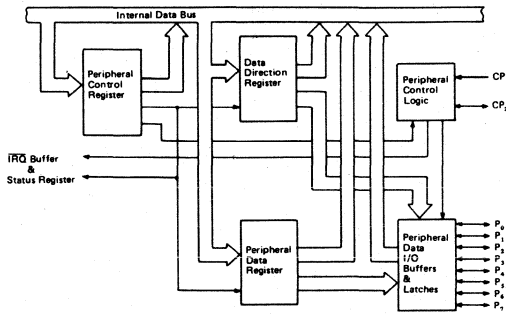 Internal Data Bus
Peripheral
Control
Register
Data
Direction
Register
Peripheral
Control
Logic
CP
CP₂
IRQ Buffer
&
Status Register
Peripheral
Data
Register
Peripheral
Data
I/O
Buffers
&
Latches
P₀
P₁
P₂
P₃
P₄
P₅
P₆
P₇